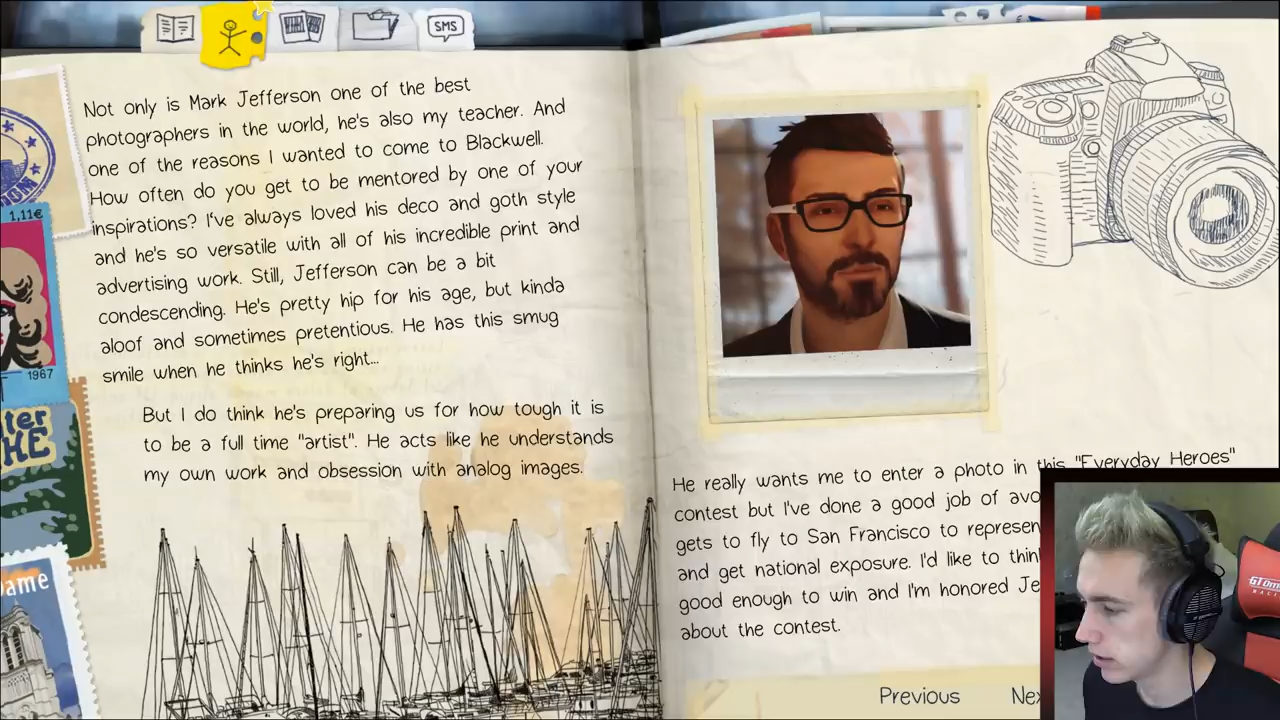 SMS
Not only is Mark Jefferson one of the best
photographers in the world, he's also my teacher. And
one of the reasons I wanted to come to Blackwell.
How often do you get to be mentored by one of your
inspirations? I've always loved his deco and goth style
and he's so versatile with all of his incredible print and
advertising work. Still, Jefferson can be a bit
condescending. He's pretty hip for his age, but kinda
aloof and sometimes pretentious. He has this smug
smile when he thinks he's right...
But I do think he's preparing us for how tough it is
to be a full time "artist". He acts like he understands
my own work and obsession with analog images.
1,11€
1967
He really wants me to enter a photo in this "Everyday Heroes"
contest but I've done a good job of avo
gets to fly to San Francisco to represen
and get national exposure. I'd like to thin
good enough to win and I'm honored Je
about the contest.
Previous
Nex